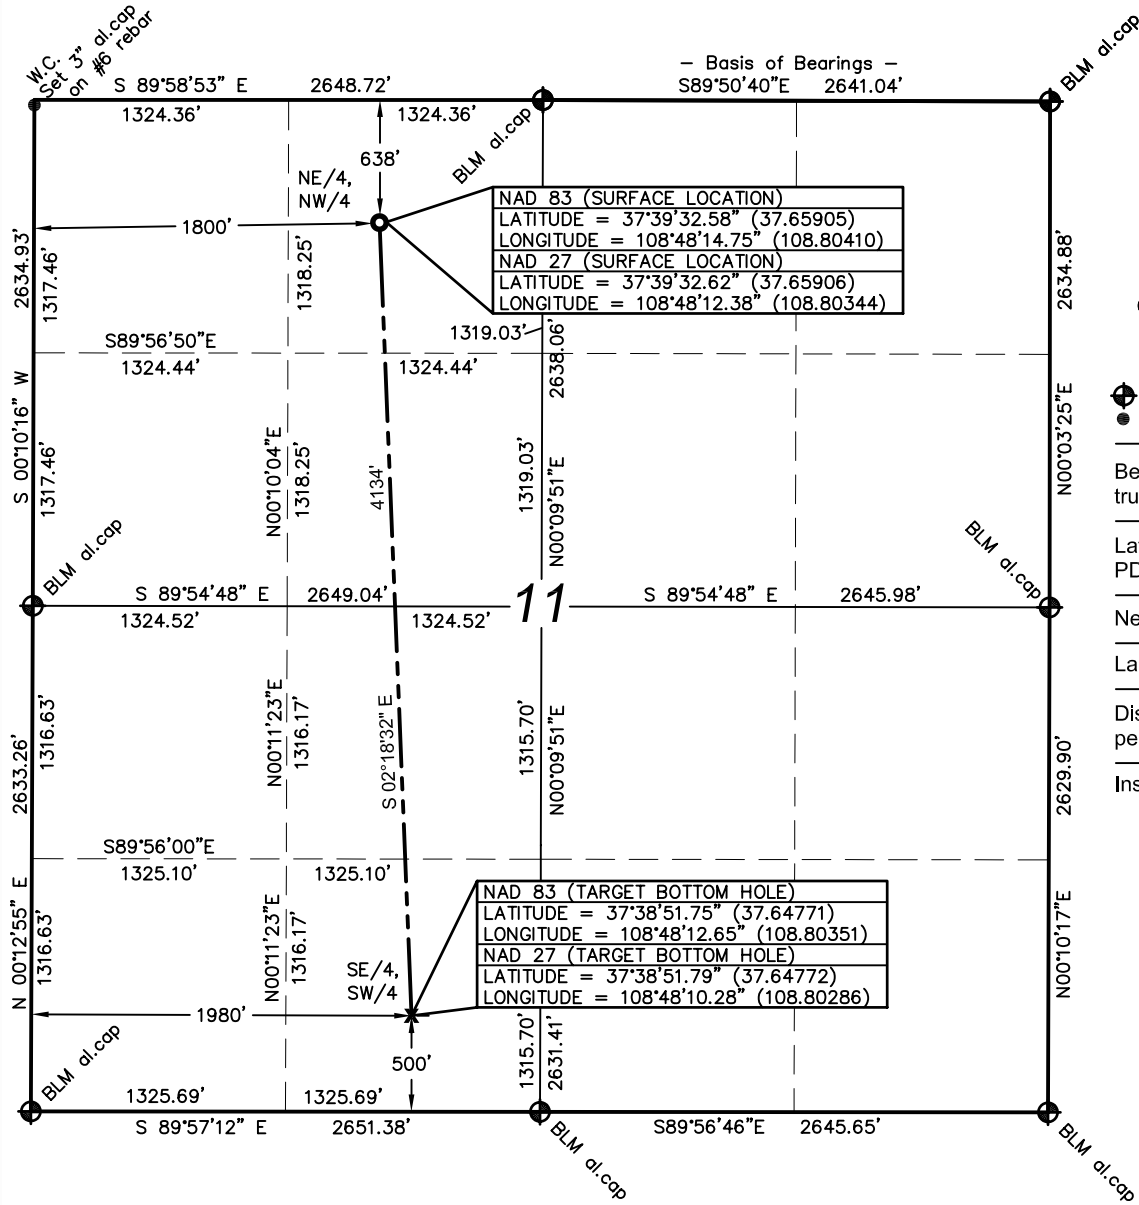 W.C.
Set 3" al.cap
on #6 rebar
BLM al.cap
– Basis of Bearings –
S 89°58'53" E 2648.72'
S89°50'40"E 2641.04'
1324.36'
1324.36'
BLM al.cap
638'
NE/4,
NW/4
1800'
NAD 83 (SURFACE LOCATION)
LATITUDE = 37°39'32.58" (37.65905)
LONGITUDE = 108°48'14.75" (108.80410)
NAD 27 (SURFACE LOCATION)
LATITUDE = 37°39'32.62" (37.65906)
LONGITUDE = 108°48'12.38" (108.80344)
2634.93'
1317.46'
1318.25'
2634.88'
1319.03'
2638.06'
S89°56'50"E
1324.44'
1324.44'
S 00°10'16" W
1317.46'
N00°10'04"E
1318.25'
4134'
1319.03'
N00°09'51"E
N00°03'25"E
Be
tru
La
PD
Ne
La
Dis
pe
Ins
BLM al.cap
BLM al.cap
S 89°54'48" E 2649.04'
11
S 89°54'48" E 2645.98'
1324.52'
1324.52'
2633.26'
1316.63'
N00°11'23"E
1316.17'
S 02°18'32" E
1315.70'
N00°09'51"E
2629.90'
S89°56'00"E
1325.10'
1325.10'
NAD 83 (TARGET BOTTOM HOLE)
LATITUDE = 37°38'51.75" (37.64771)
LONGITUDE = 108°48'12.65" (108.80351)
NAD 27 (TARGET BOTTOM HOLE)
LATITUDE = 37°38'51.79" (37.64772)
LONGITUDE = 108°48'10.28" (108.80286)
N 00°12'55" E
1316.63'
N00°11'23"E
1316.17'
SE/4,
SW/4
N00°10'17"E
1980'
500'
1315.70'
2631.41'
BLM al.cap
1325.69'
1325.69'
S 89°57'12" E 2651.38'
S89°56'46"E 2645.65'
BLM al.cap
BLM al.cap